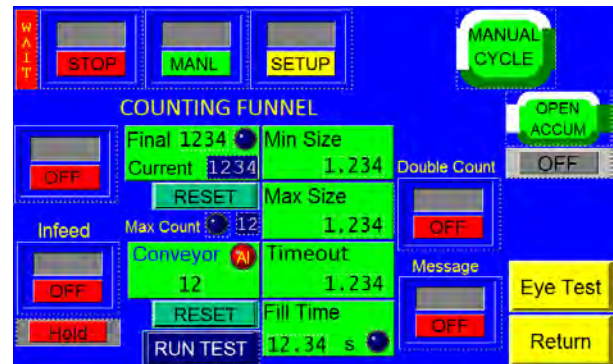 WAIT
STOP
MANL
SETUP
MANUAL
CYCLE
COUNTING FUNNEL
OPEN
ACCUM
OFF
OFF
Final 1234
Current 1234
RESET
Max Count 12
Min Size
1.234
Max Size
1.234
Double Count
OFF
Infeed
OFF
Hold
Conveyor
12
RESET
RUN TEST
Timeout
1.234
Fill Time
12.34 s
Message
OFF
Eye Test
Return